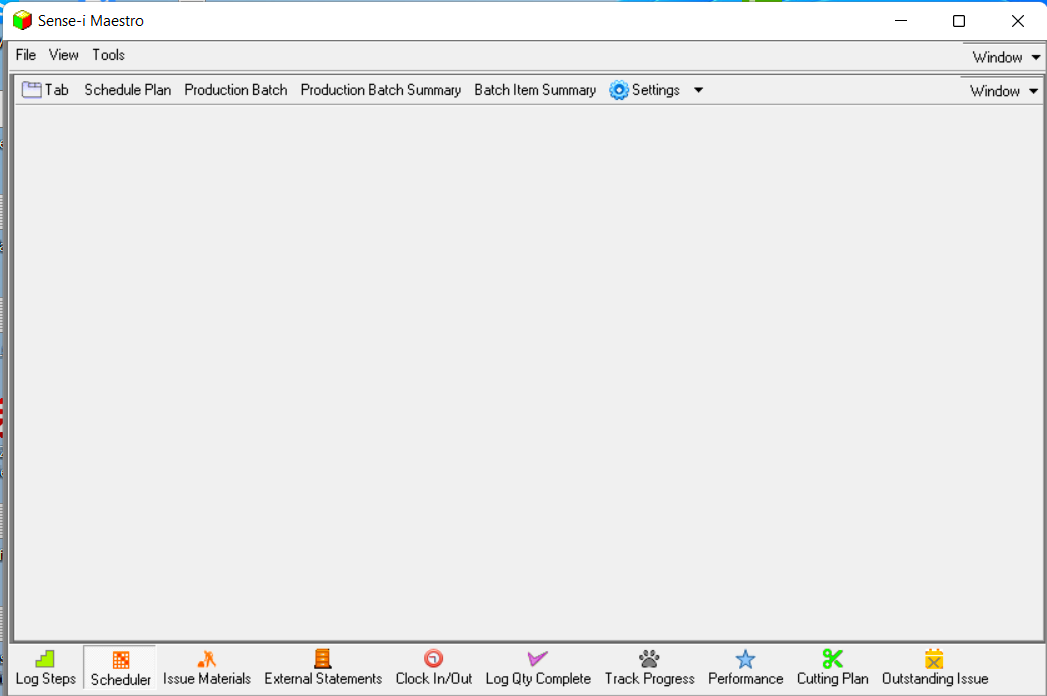 Sense-i Maestro
File View Tools Window
Tab Schedule Plan Production Batch Production Batch Summary Batch Item Summary Settings Window
Log Steps Scheduler Issue Materials External Statements Clock In/Out Log Qty Complete Track Progress Performance Cutting Plan Outstanding Issue